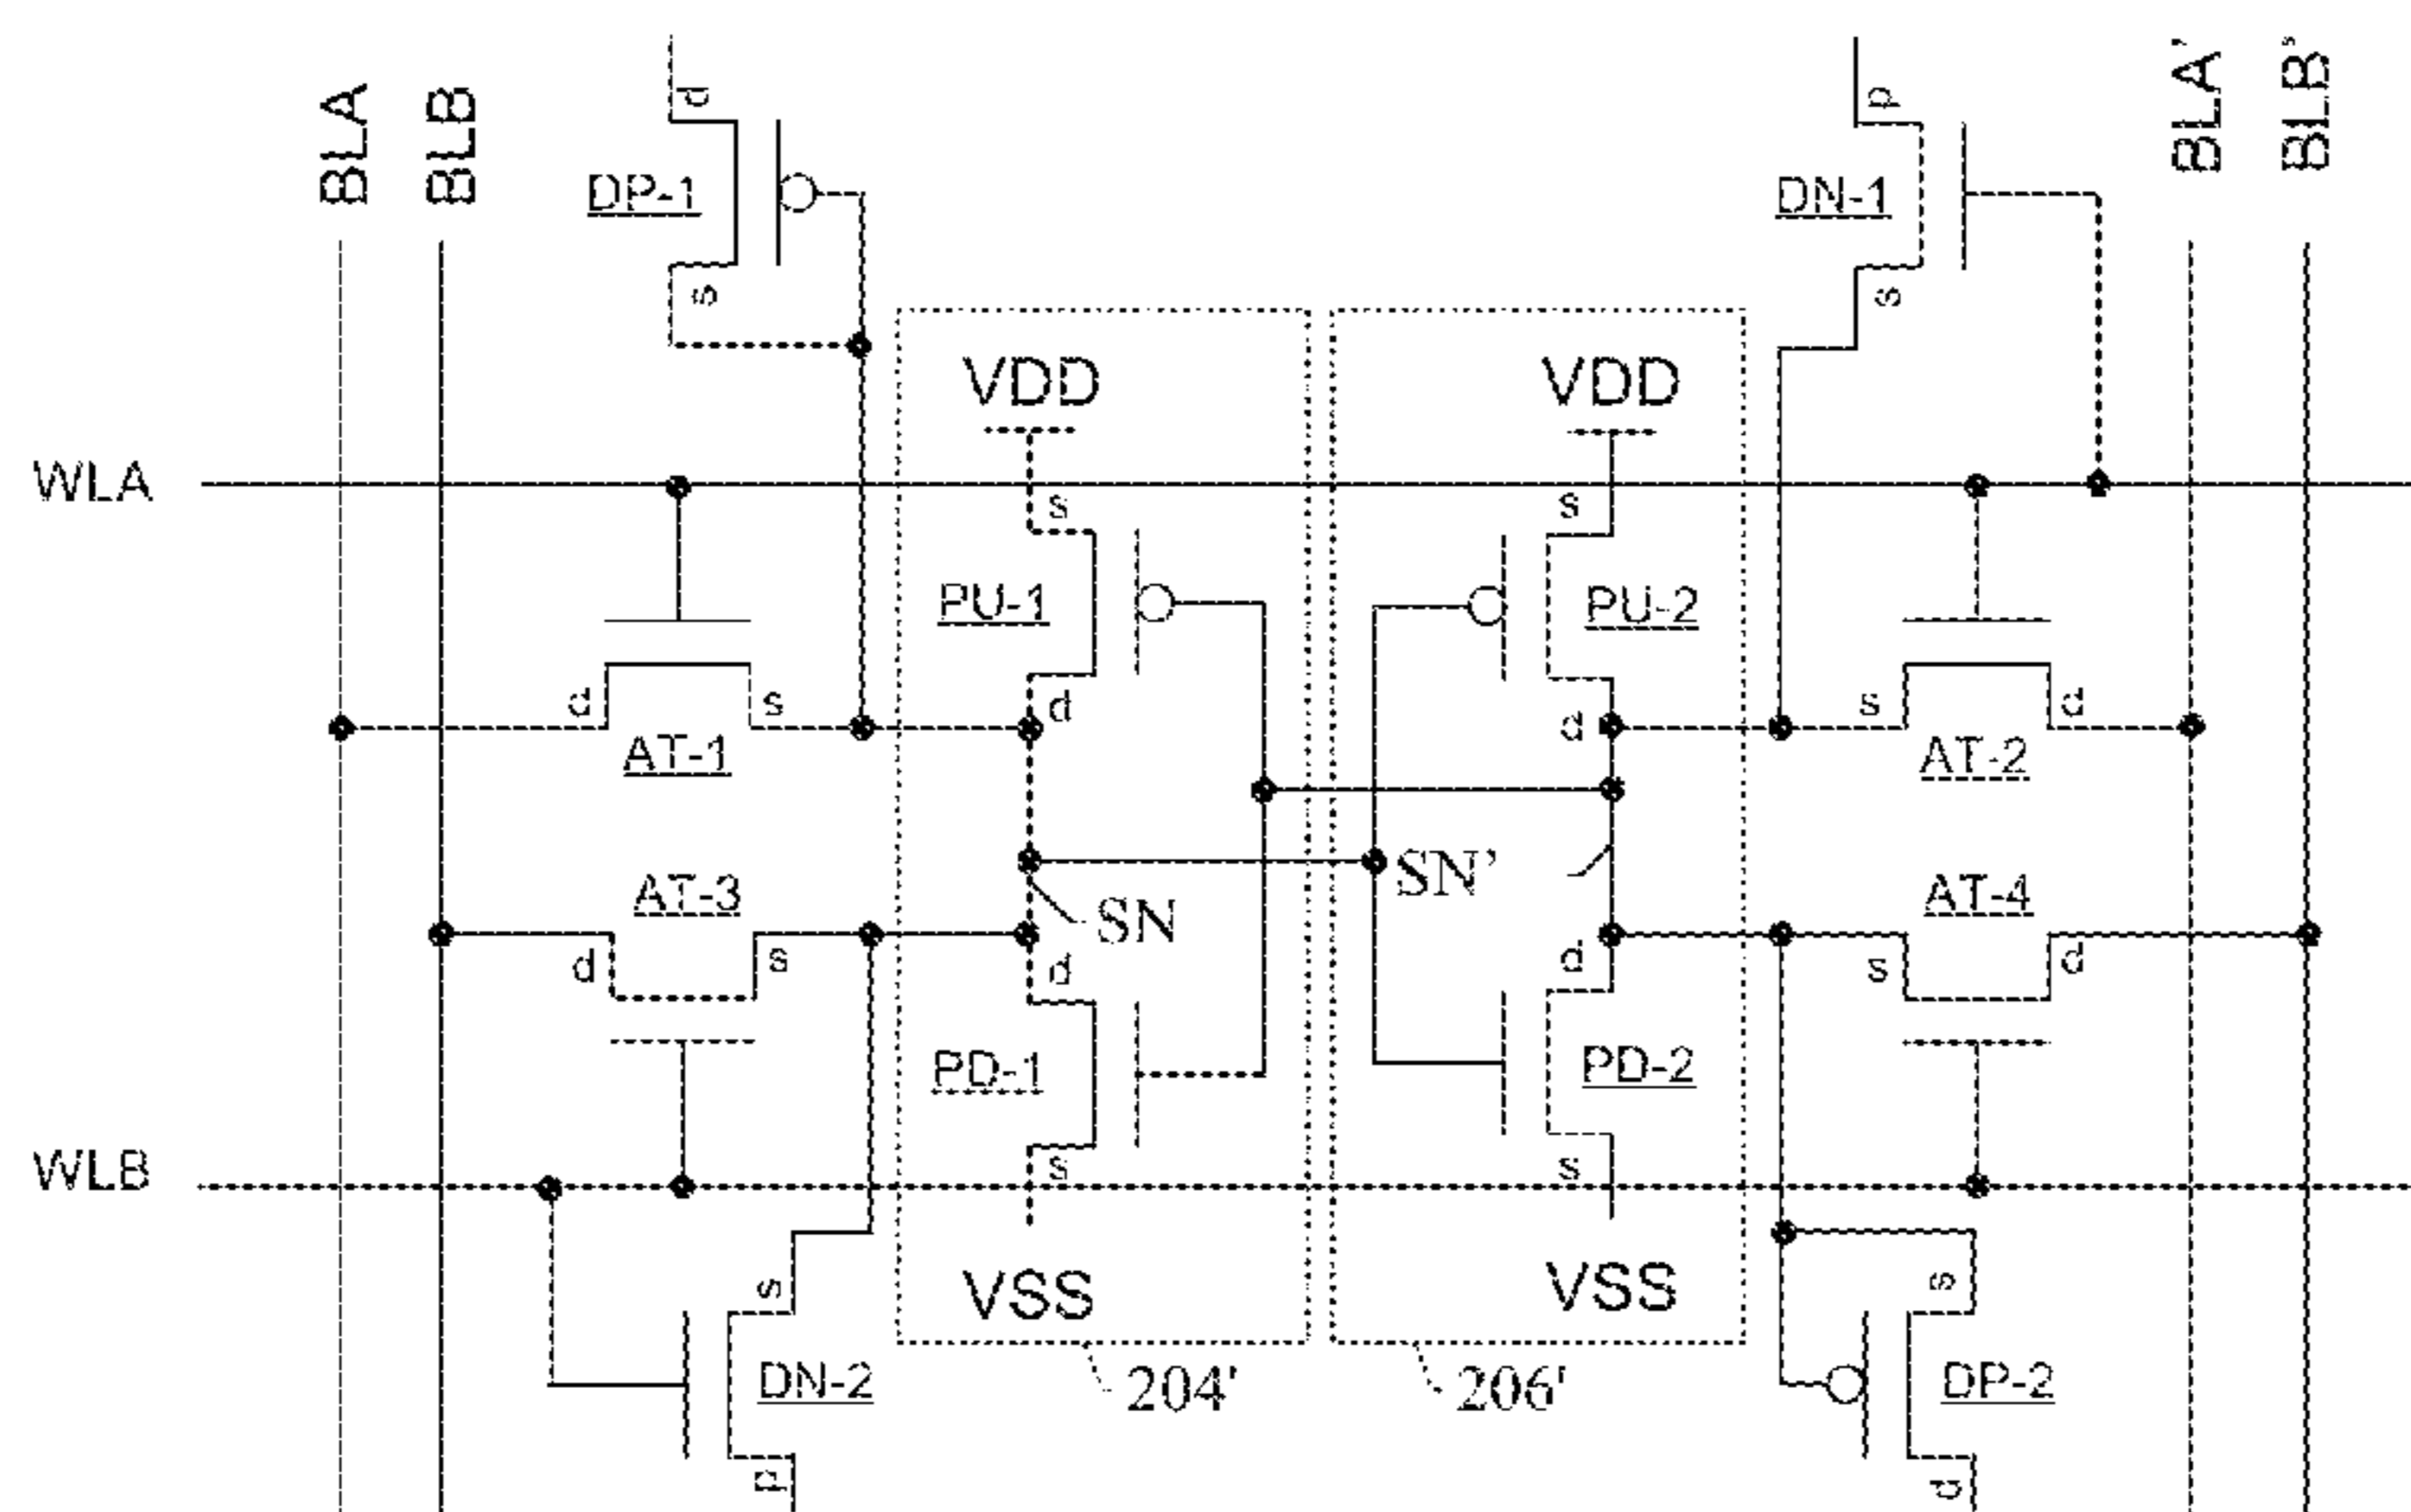 BLA
BLB
d
DP-1
s
d
DN-1
s
BLA'
BLB'
VDD
VDD
WLA
s
s
PU-1
PU-2
d
s
d
d
s
d
AT-1
AT-2
SN'
AT-3
SN
AT-4
d
s
d
d
s
d
PD-1
PD-2
WLB
s
s
s
VSS
VSS
s
DN-2
204'
206'
DP-2
d
d